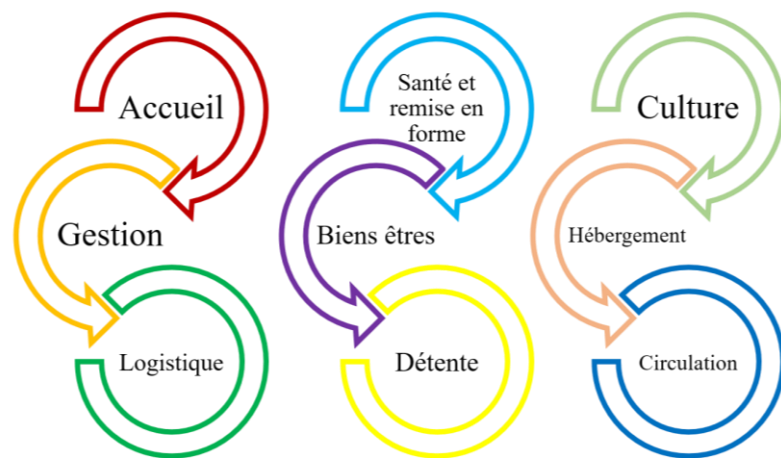 Accueil
Gestion
Logistique
Santé et
remise en
forme
Biens êtres
Détente
Culture
Hébergement
Circulation